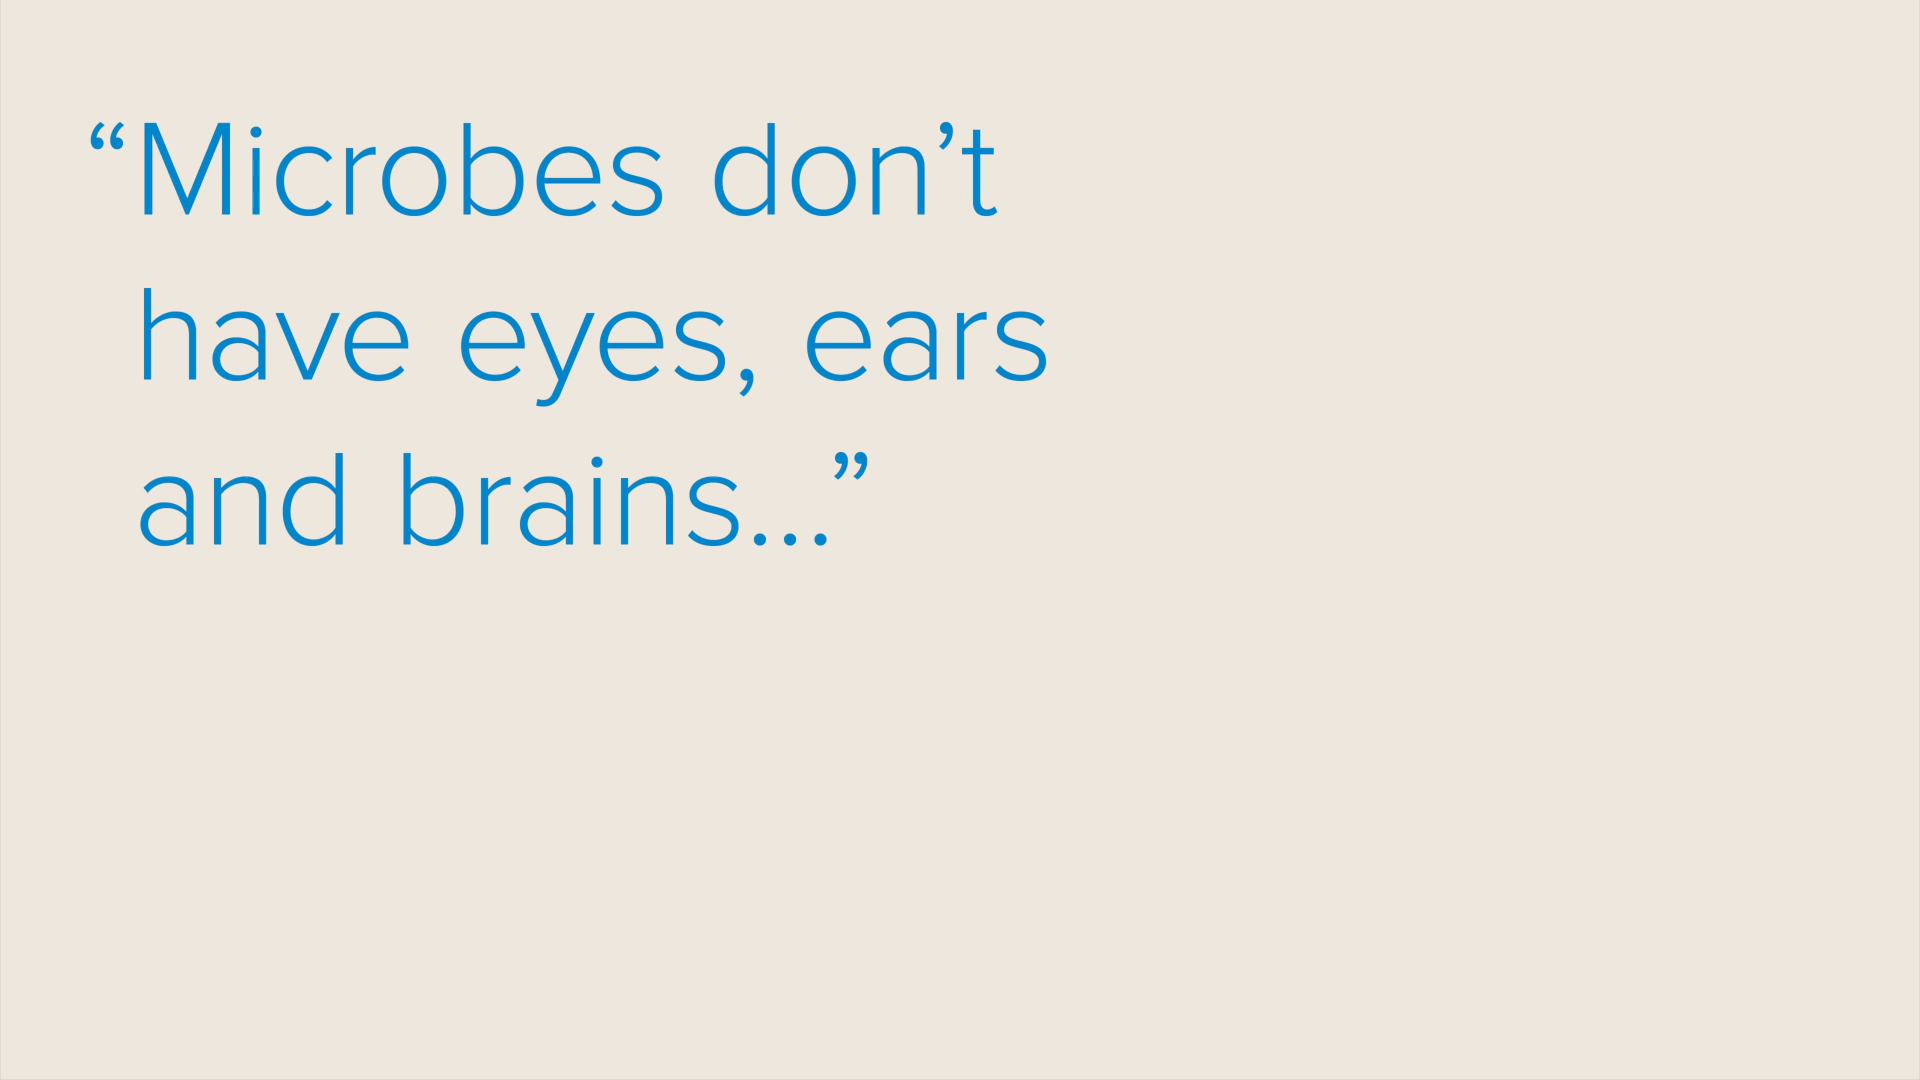 “Microbes don’t
have eyes, ears
and brains...”